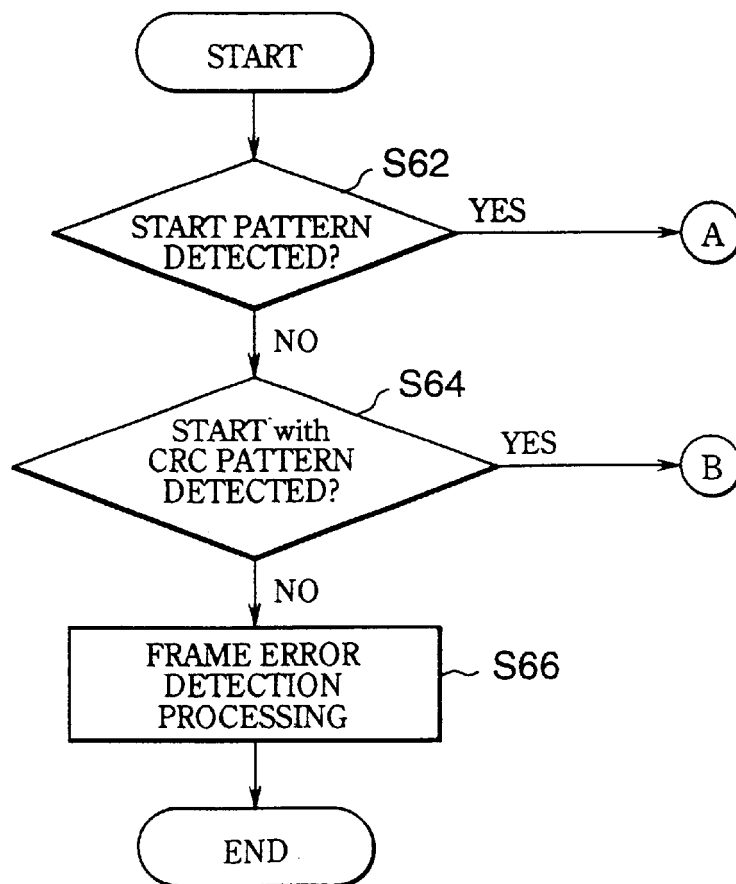 START
S62
START PATTERN
DETECTED?
YES
A
NO
S64
START with
CRC PATTERN
DETECTED?
YES
B
NO
FRAME ERROR
DETECTION
PROCESSING
S66
END